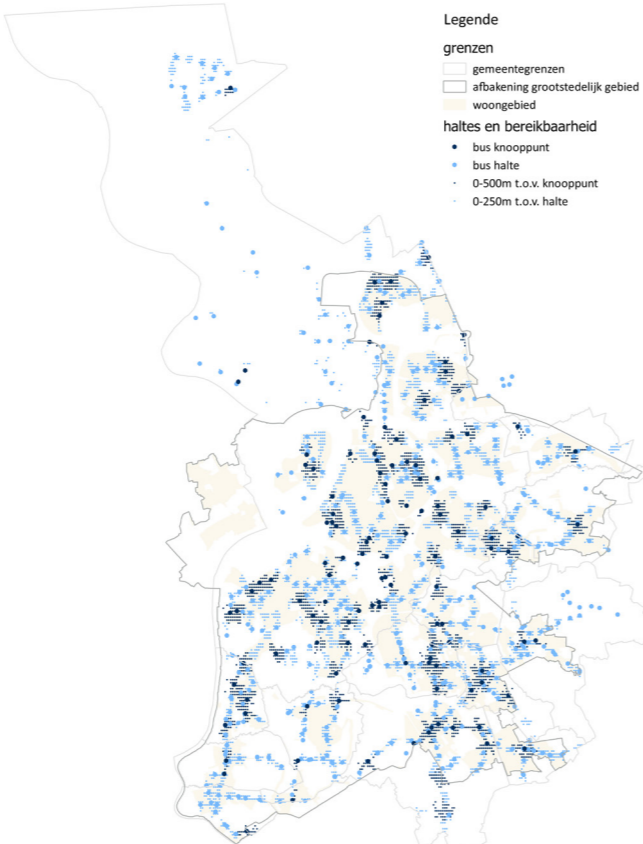 Legende
grenzen
gemeentegrenzen
afbakening grootstedelijk gebied
woongebied
haltes en bereikbaarheid
bus knooppunt
bus halte
0-500m t.o.v. knooppunt
0-250m t.o.v. halte